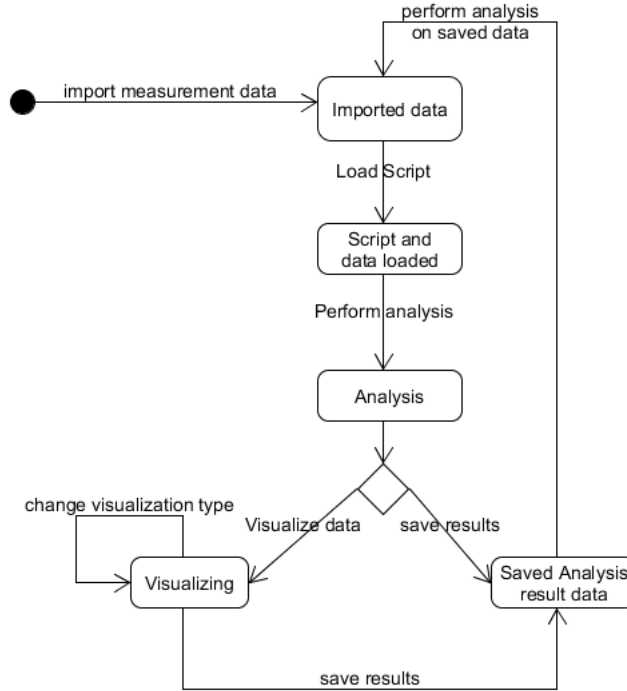 perform analysis
on saved data
import measurement data
Imported data
Load Script
Script and
data loaded
Perform analysis
Analysis
change visualization type
Visualize data
save results
Visualizing
Saved Analysis
result data
save results